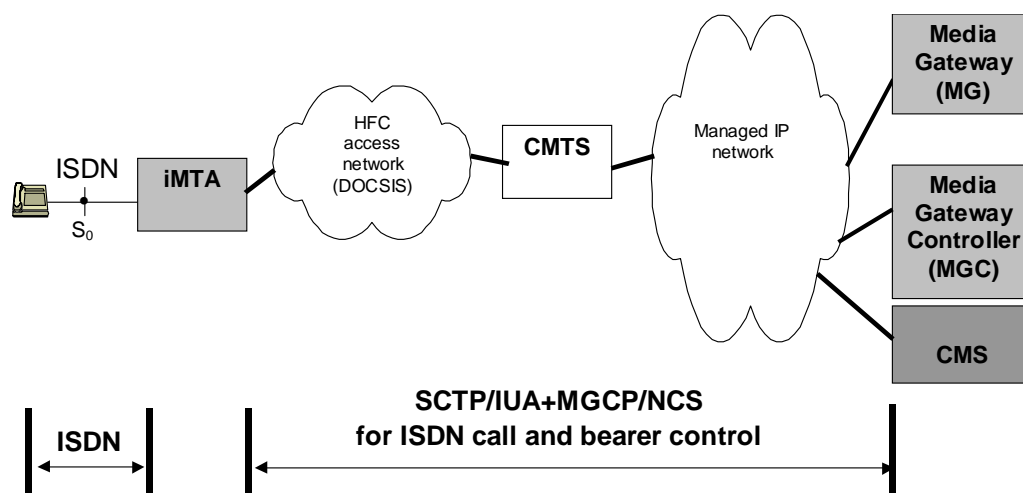 Media
Gateway
(MG)
HFC
access
network
(DOCSIS)
CMTS
Managed IP
network
ISDN
iMTA
S0
Media
Gateway
Controller
(MGC)
CMS
SCTP/IUA+MGCP/NCS
for ISDN call and bearer control
ISDN